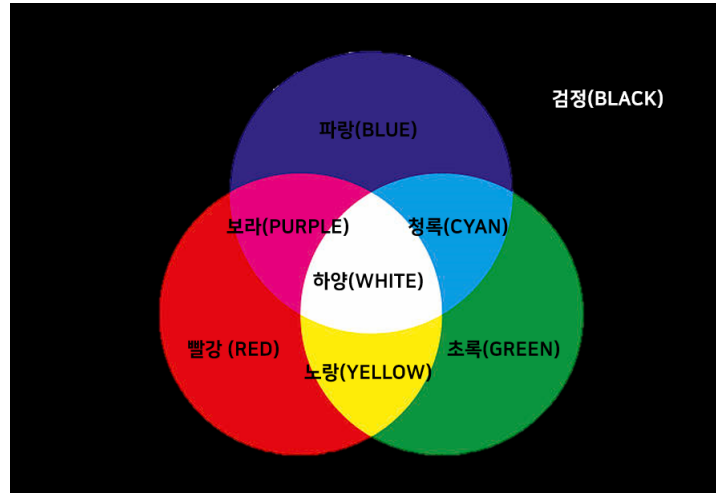 검정(BLACK)
파랑(BLUE)
보라(PURPLE)
청록(CYAN)
하양(WHITE)
빨강 (RED)
초록(GREEN)
노랑(YELLOW)